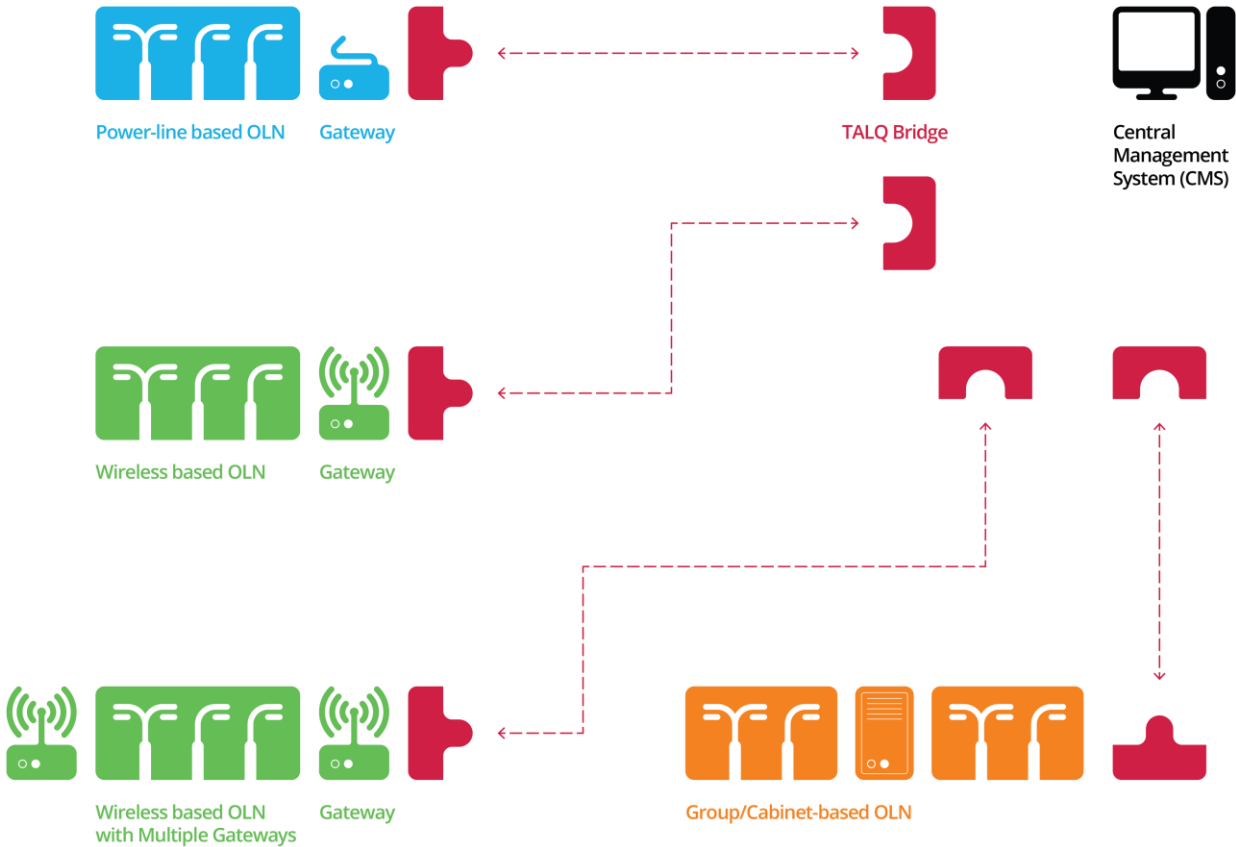 Power-line based OLN
Gateway
TALQ Bridge
Central
Management
System (CMS)
Wireless based OLN
Gateway
Wireless based OLN
with Multiple Gateways
Gateway
Group/Cabinet-based OLN